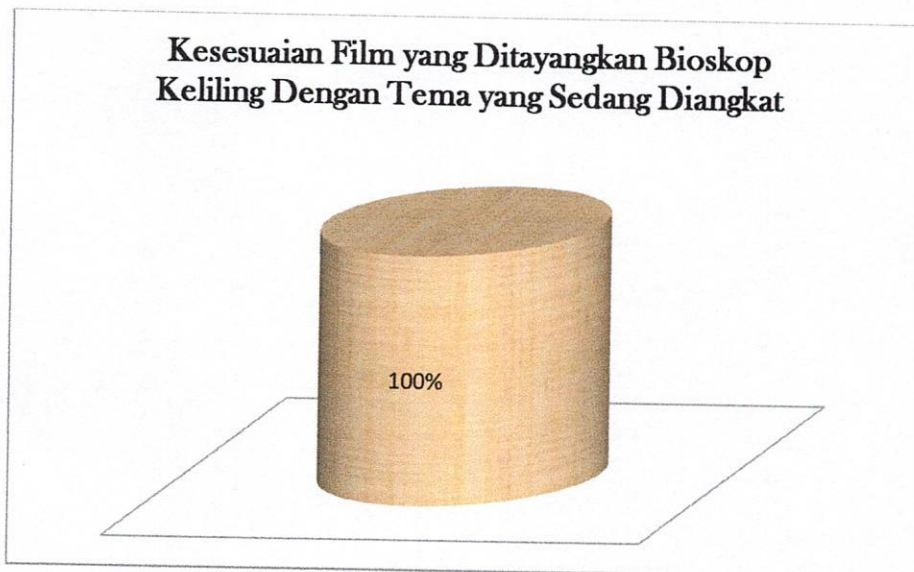 Kesesuaian Film yang Ditayangkan Bioskop
Keliling Dengan Tema yang Sedang Diangkat
100%